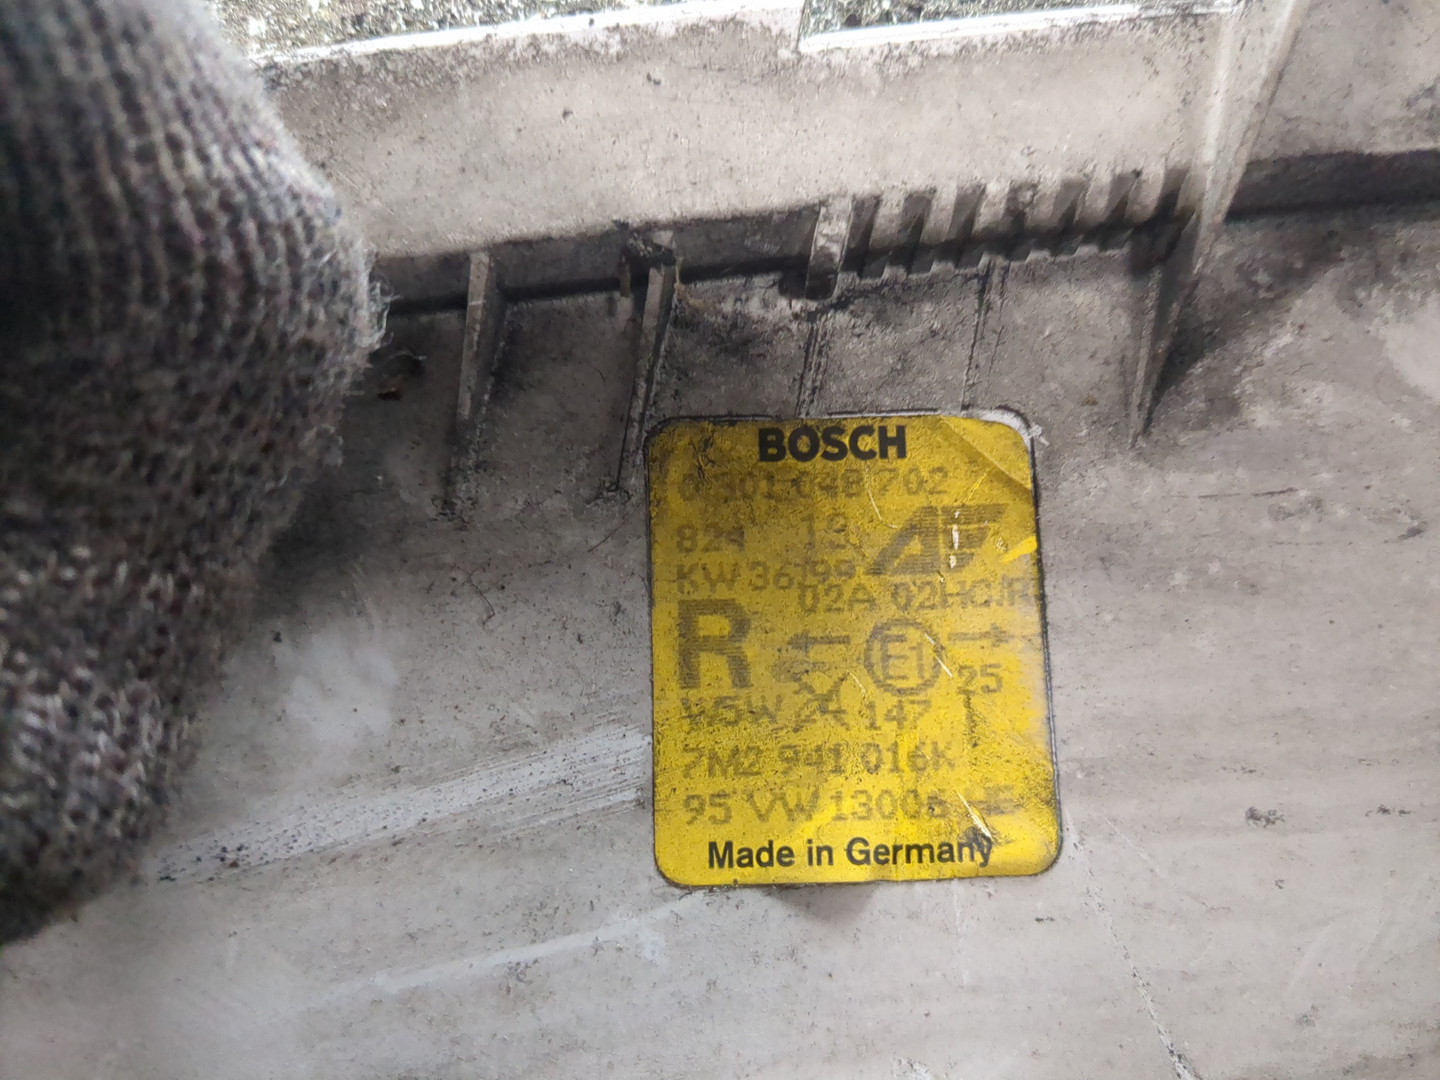 BOSCH
0 301 048 702
824 13
KW 36/99
02A 02HC/R
R E1
25
W5W 147
7M2 941 016K
95 VW 13006
Made in Germany